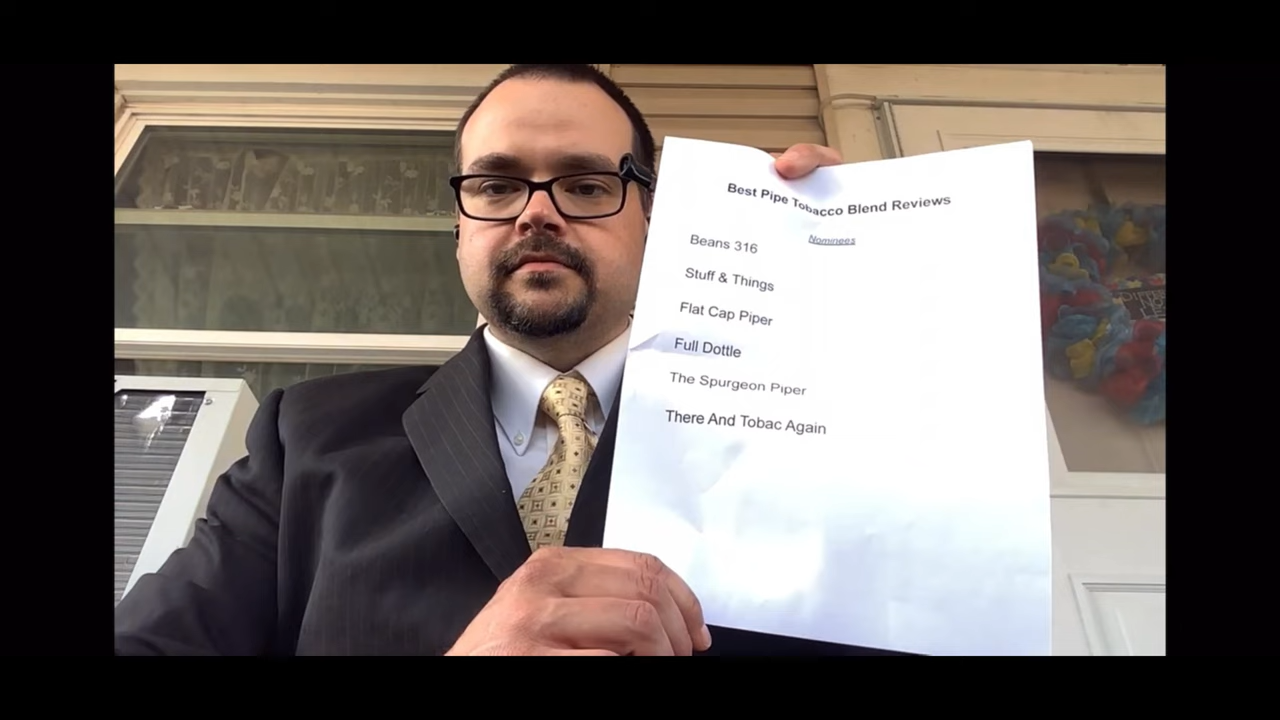 Best Pipe Tobacco Blend Reviews
Nominees
Beans 316
Stuff & Things
Flat Cap Piper
Full Dottle
The Spurgeon Piper
There And Tobac Again